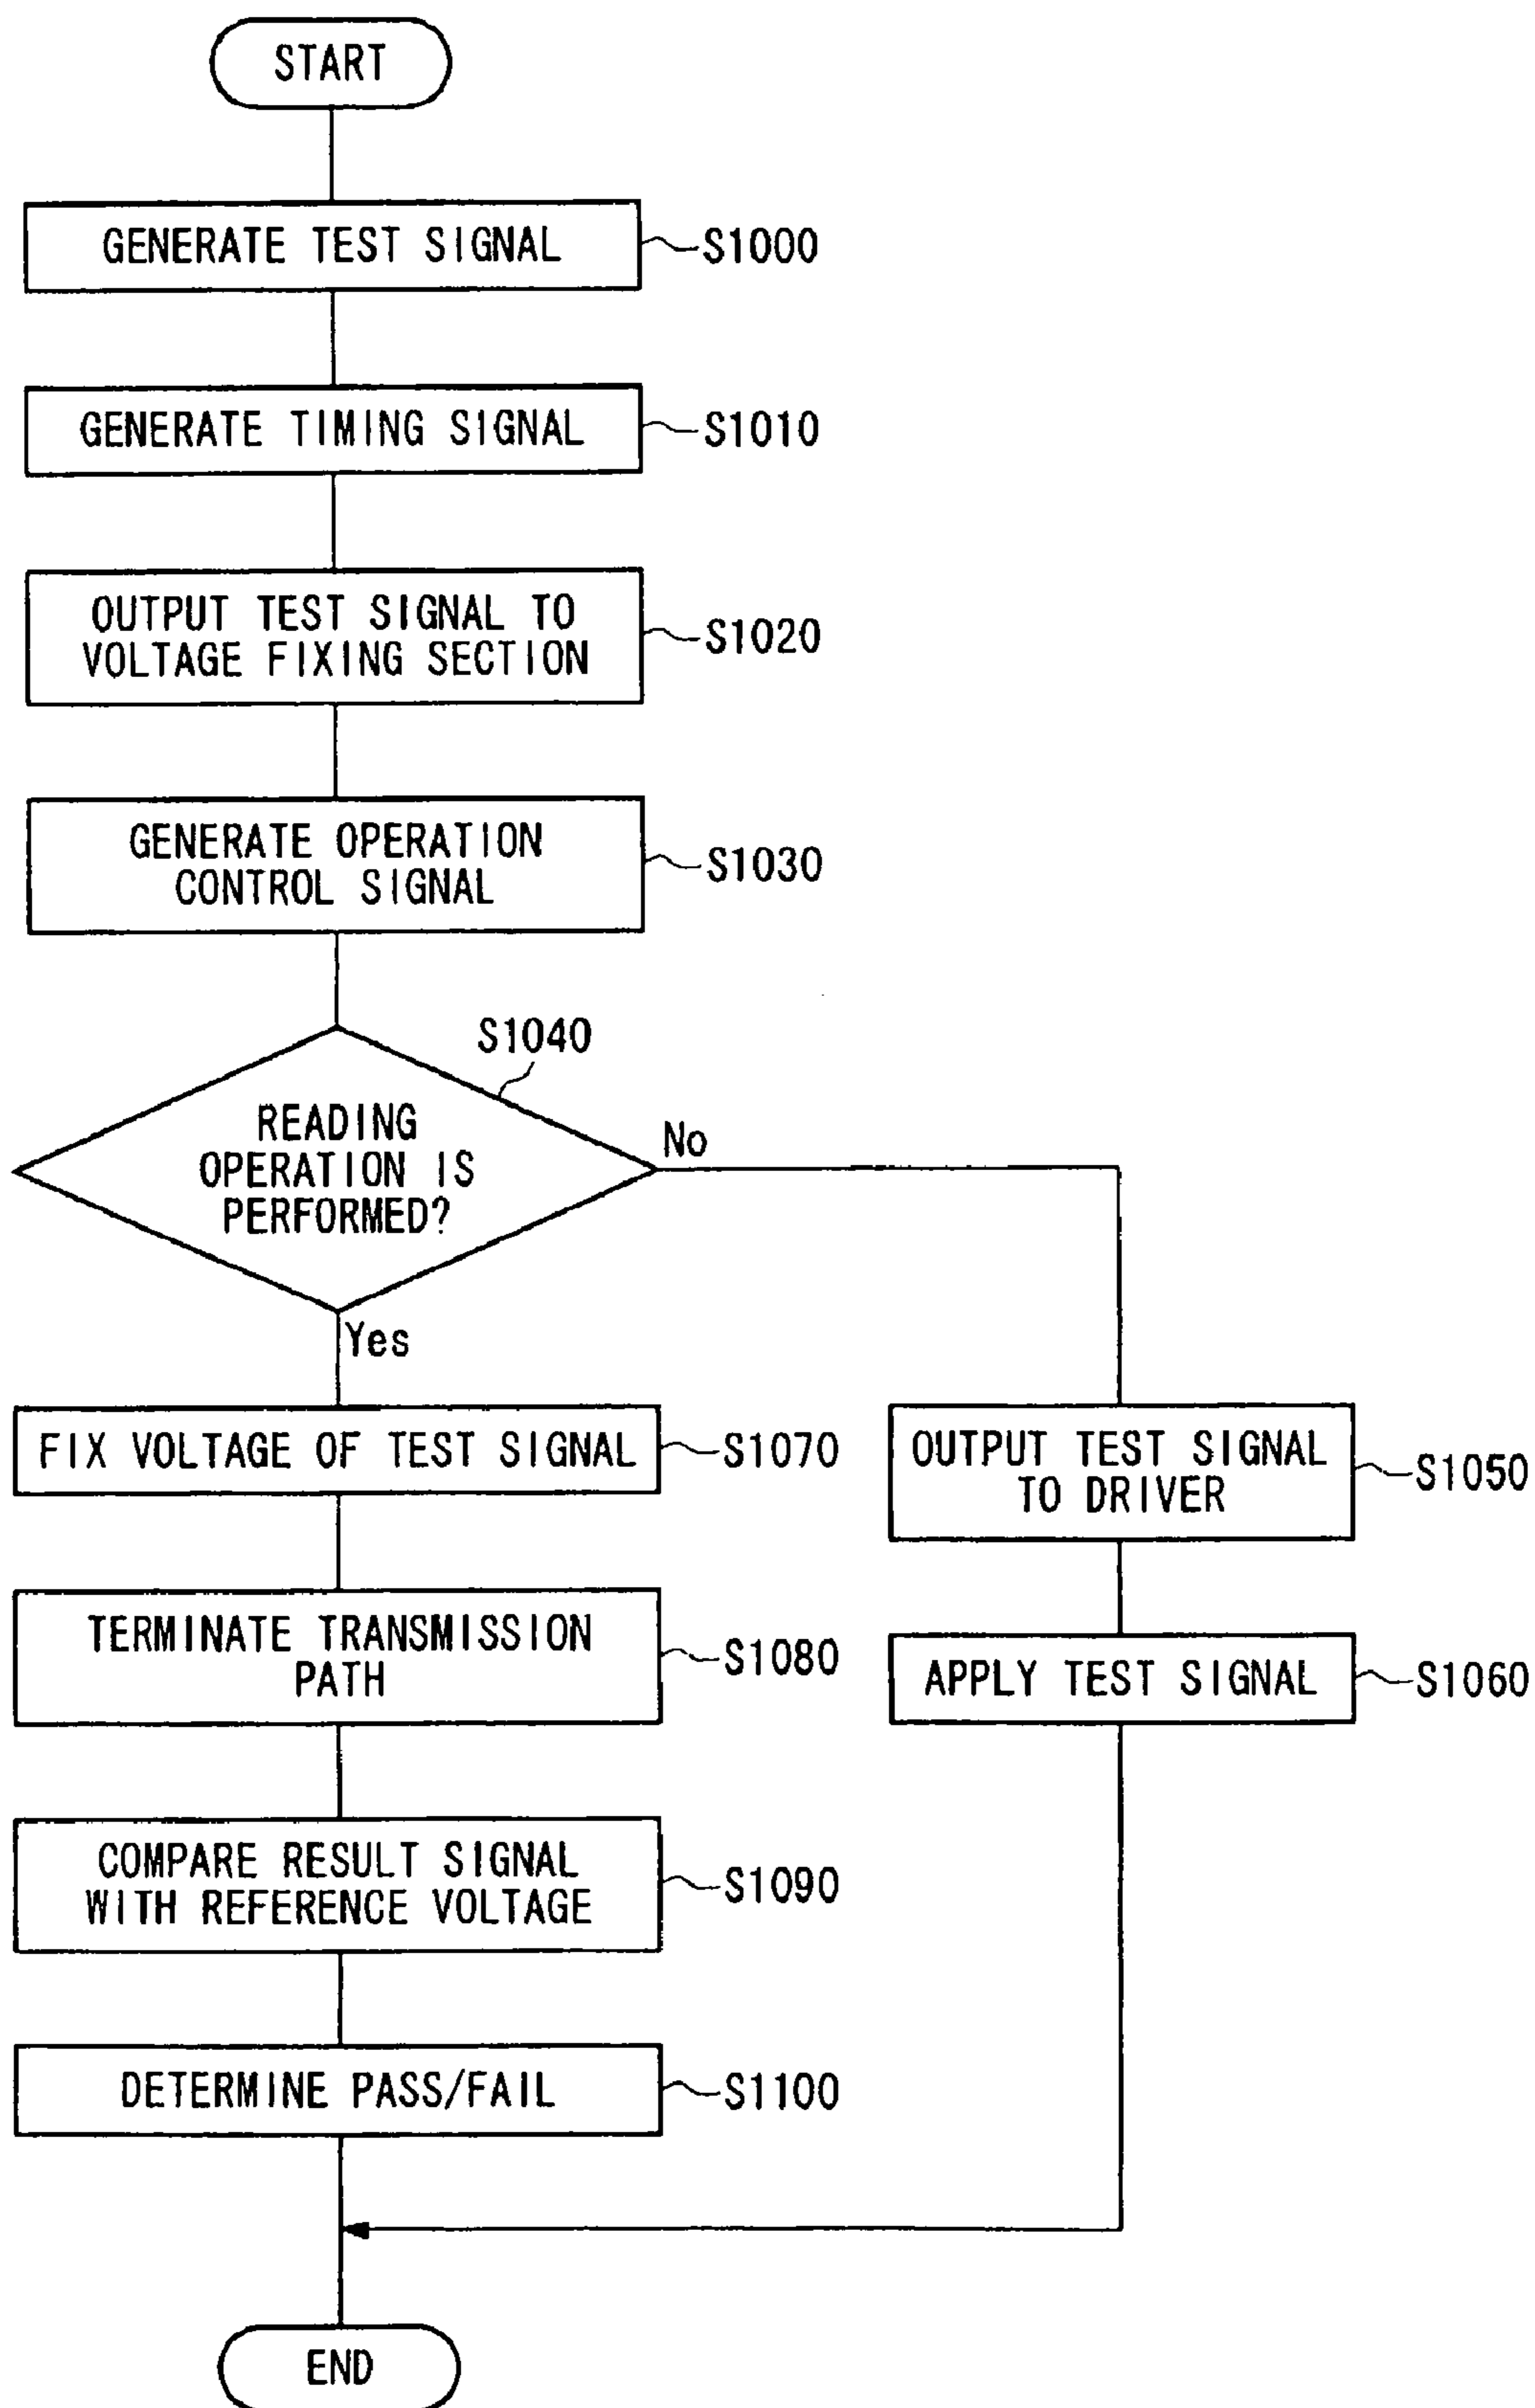 START
GENERATE TEST SIGNAL
S1000
GENERATE TIMING SIGNAL
S1010
OUTPUT TEST SIGNAL TO
VOLTAGE FIXING SECTION
S1020
GENERATE OPERATION
CONTROL SIGNAL
S1030
S1040
READING
OPERATION IS
PERFORMED?
No
Yes
FIX VOLTAGE OF TEST SIGNAL
S1070
OUTPUT TEST SIGNAL
TO DRIVER
S1050
TERMINATE TRANSMISSION
PATH
S1080
APPLY TEST SIGNAL
S1060
COMPARE RESULT SIGNAL
WITH REFERENCE VOLTAGE
S1090
DETERMINE PASS/FAIL
S1100
END